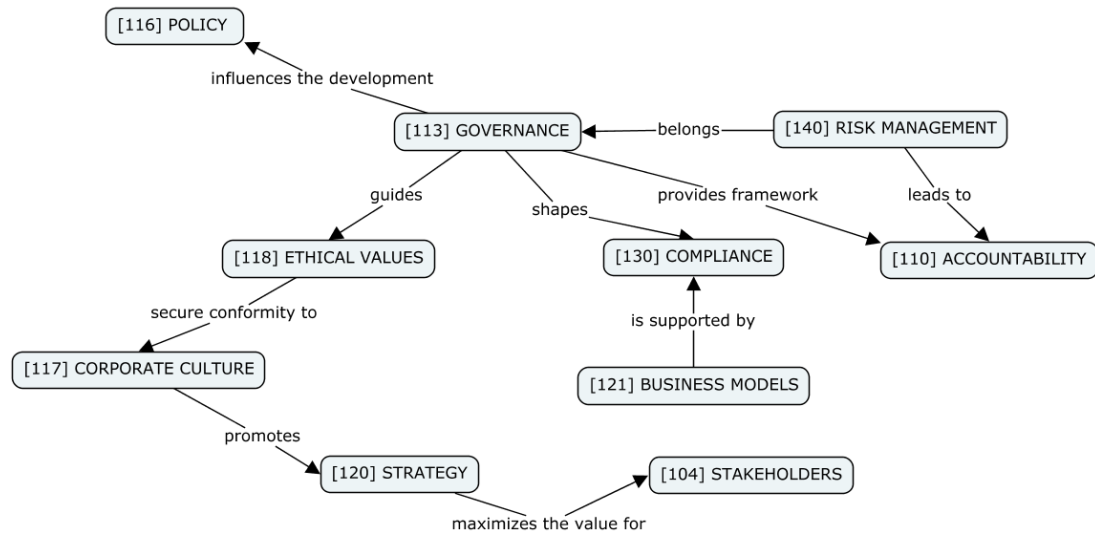 [116] POLICY
influences the development
[113] GOVERNANCE
belongs
[140] RISK MANAGEMENT
guides
shapes
provides framework
leads to
[118] ETHICAL VALUES
[130] COMPLIANCE
[110] ACCOUNTABILITY
secure conformity to
is supported by
[117] CORPORATE CULTURE
[121] BUSINESS MODELS
promotes
[120] STRATEGY
[104] STAKEHOLDERS
maximizes the value for